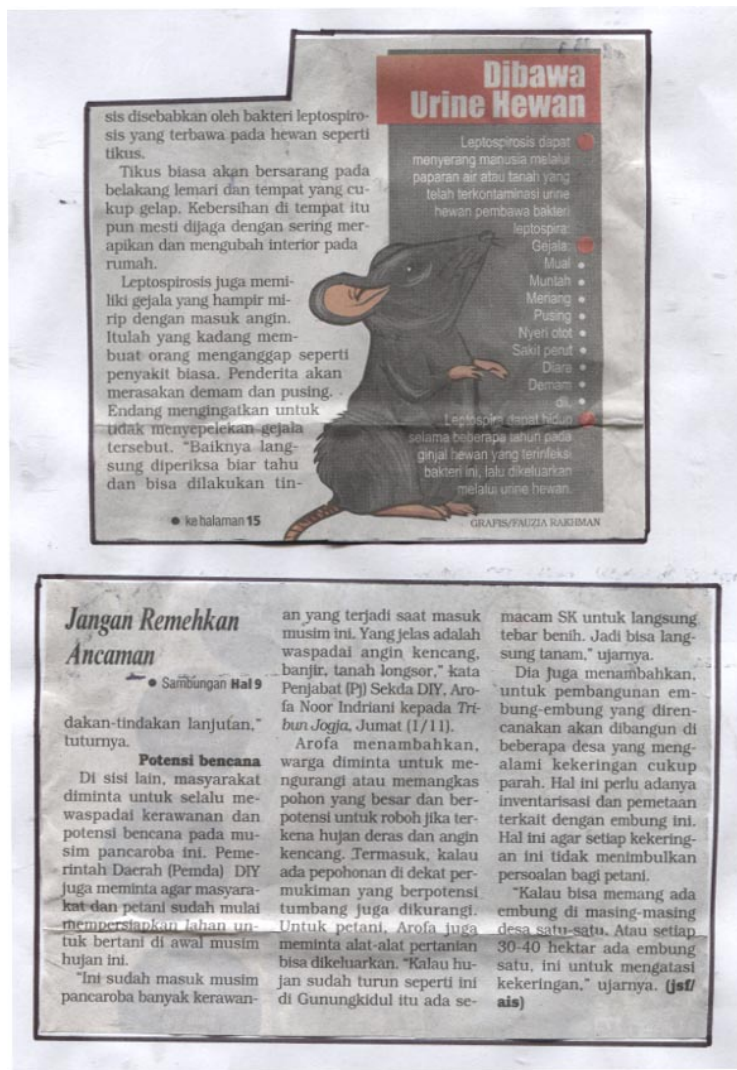 sis disebabkan oleh bakteri leptospiro-
sis yang terbawa pada hewan seperti
tikus.
Tikus biasa akan bersarang pada
belakang lemari dan tempat yang cu-
kup gelap. Kebersihan di tempat itu
pun mesti dijaga dengan sering mer-
apikan dan mengubah interior pada
rumah.
Leptospirosis juga memi-
liki gejala yang hampir mi-
rip dengan masuk angin.
Itulah yang kadang mem-
buat orang menganggap seperti
penyakit biasa. Penderita akan
merasakan demam dan pusing.
Endang mengingatkan untuk
tidak menyepelekan gejala
tersebut. "Baiknya lang-
sung diperiksa biar tahu
dan bisa dilakukan tin-
● ke halaman 15
Dibawa
Urine Hewan
Leptospirosis dapat
menyerang manusia melalui
paparan air atau tanah yang
telah terkontaminasi urine
hewan pembawa bakteri
leptospira:
Gejala:
Mual
Muntah
Meriang
Pusing
Nyeri otot
Sakit perut
Diara
Demam
dll.
Leptospira dapat hidup
selama beberapa tahun pada
ginjal hewan yang terinfeksi
bakteri ini, lalu dikeluarkan
melalui urine hewan.
GRAFIS/FAUZIA RAKHMAN
Jangan Remehkan
Ancaman
● Sambungan Hal 9
dakan-tindakan lanjutan,"
tuturnya.
Potensi bencana
Di sisi lain, masyarakat
diminta untuk selalu me-
waspadai kerawanan dan
potensi bencana pada mu-
sim pancaroba ini. Peme-
rintah Daerah (Pemda) DIY
juga meminta agar masyara-
kat dan petani sudah mulai
mempersiapkan lahan un-
tuk bertani di awal musim
hujan ini.
"Ini sudah masuk musim
pancaroba banyak kerawan-
an yang terjadi saat masuk
musim ini. Yang jelas adalah
waspadai angin kencang,
banjir, tanah longsor," kata
Penjabat (Pj) Sekda DIY, Aro-
fa Noor Indriani kepada Tri-
bun Jogja, Jumat (1/11).
Arofa menambahkan,
warga diminta untuk me-
ngurangi atau memangkas
pohon yang besar dan ber-
potensi untuk roboh jika ter-
kena hujan deras dan angin
kencang. Termasuk, kalau
ada pepohonan di dekat per-
mukiman yang berpotensi
tumbang juga dikurangi.
Untuk petani, Arofa juga
meminta alat-alat pertanian
bisa dikeluarkan. "Kalau hu-
jan sudah turun seperti ini
di Gunungkidul itu ada se-
macam SK untuk langsung
tebar benih. Jadi bisa lang-
sung tanam," ujarnya.
Dia juga menambahkan,
untuk pembangunan em-
bung-embung yang diren-
canakan akan dibangun di
beberapa desa yang meng-
alami kekeringan cukup
parah. Hal ini perlu adanya
inventarisasi dan pemetaan
terkait dengan embung ini.
Hal ini agar setiap kekering-
an ini tidak menimbulkan
persoalan bagi petani.
"Kalau bisa memang ada
embung di masing-masing
desa satu-satu. Atau setiap
30-40 hektar ada embung
satu, ini untuk mengatasi
kekeringan," ujarnya. (jsf/
ais)